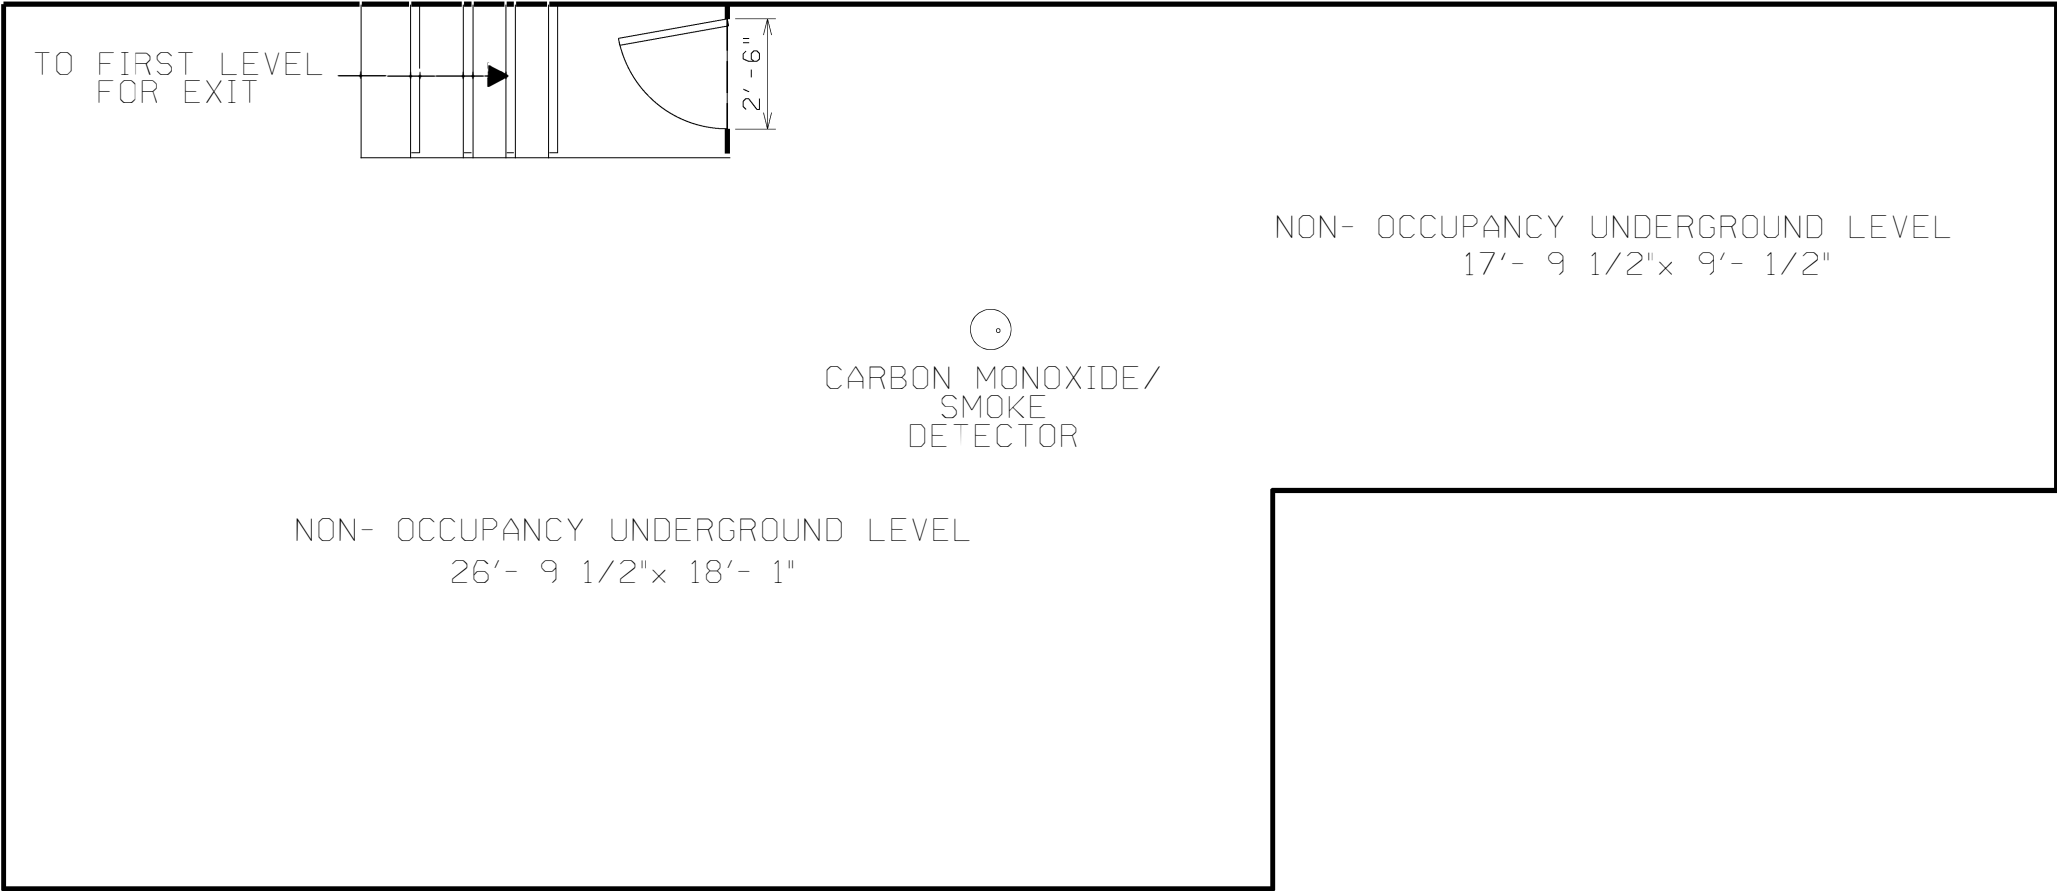 TO FIRST LEVEL
FOR EXIT
2'-6"
NON- OCCUPANCY UNDERGROUND LEVEL
17'- 9 1/2"x 9'- 1/2"
CARBON MONOXIDE/
SMOKE
DETECTOR
NON- OCCUPANCY UNDERGROUND LEVEL
26'- 9 1/2"x 18'- 1"